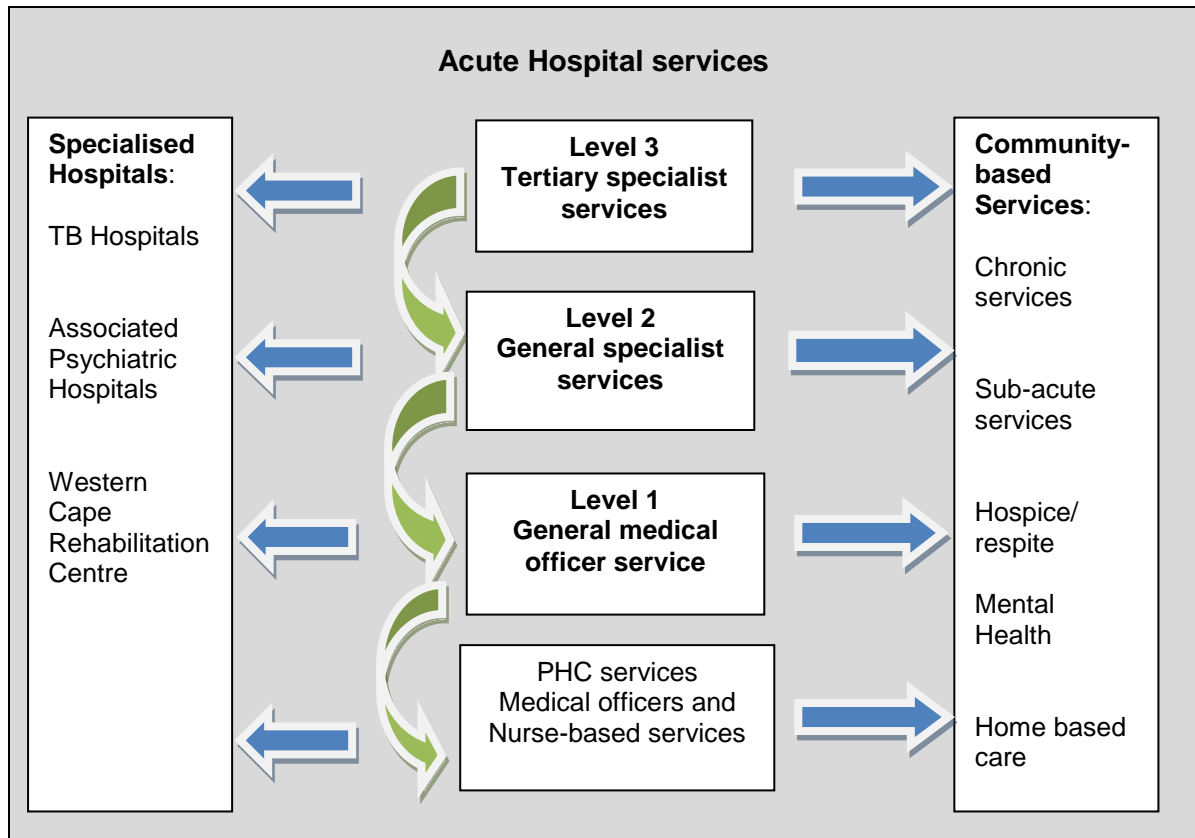 Acute Hospital services
Specialised
Hospitals:
TB Hospitals
Associated
Psychiatric
Hospitals
Western
Cape
Rehabilitation
Centre
Level 3
Tertiary specialist
services
Level 2
General specialist
services
Level 1
General medical
officer service
PHC services
Medical officers and
Nurse-based services
Community-
based
Services:
Chronic
services
Sub-acute
services
Hospice/
respite
Mental
Health
Home based
care